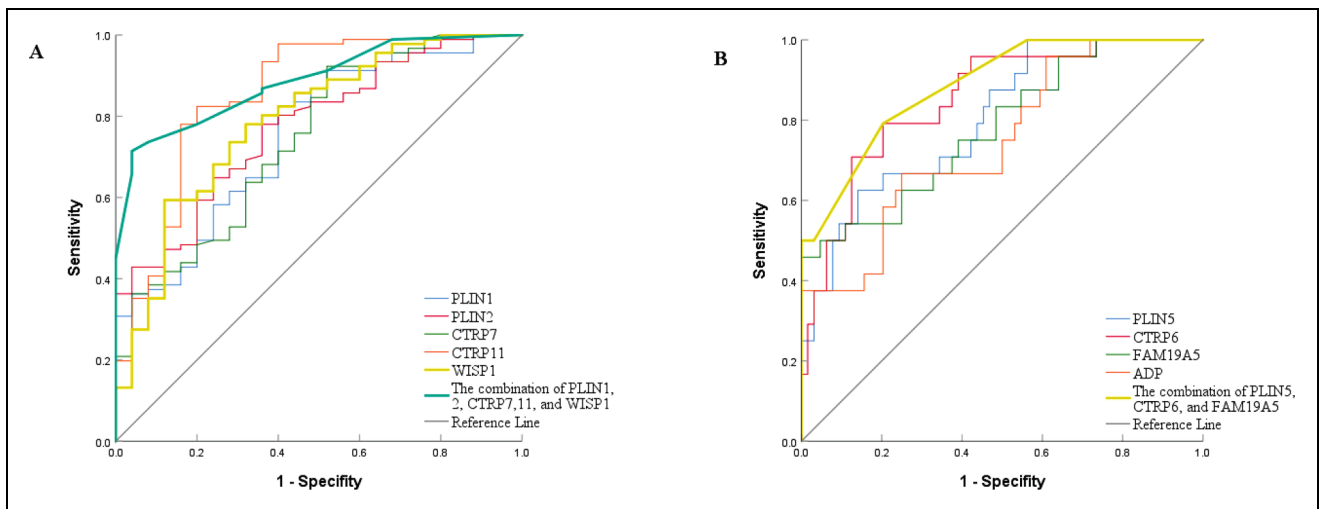 A
Sensitivity
1.0
0.8
0.6
0.4
0.2
0.0
PLIN1
PLIN2
CTRP7
CTRP11
WISP1
The combination of PLIN1,
2, CTRP7,11, and WISP1
Reference Line
0.0 0.2 0.4 0.6 0.8 1.0
1 - Specifity
B
Sensitivity
1.0
0.8
0.6
0.4
0.2
0.0
PLIN5
CTRP6
FAM19A5
ADP
The combination of PLIN5,
CTRP6, and FAM19A5
Reference Line
0.0 0.2 0.4 0.6 0.8 1.0
1 - Specifity